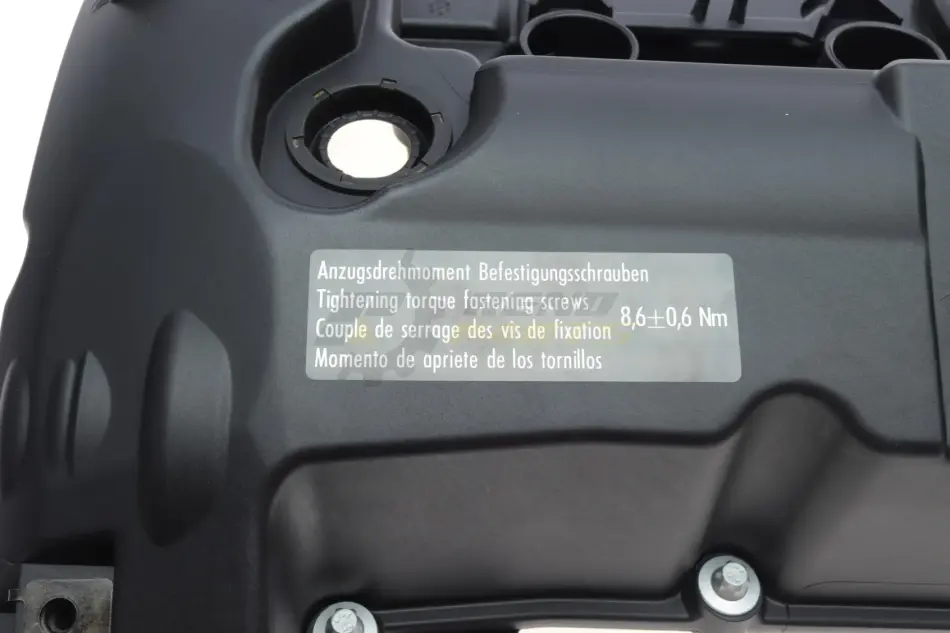 Anzugsdrehmoment Befestigungsschrauben
Tightening torque fastening screws
Couple de serrage des vis de fixation
Momento de apriete de los tornillos
8,6±0,6 Nm